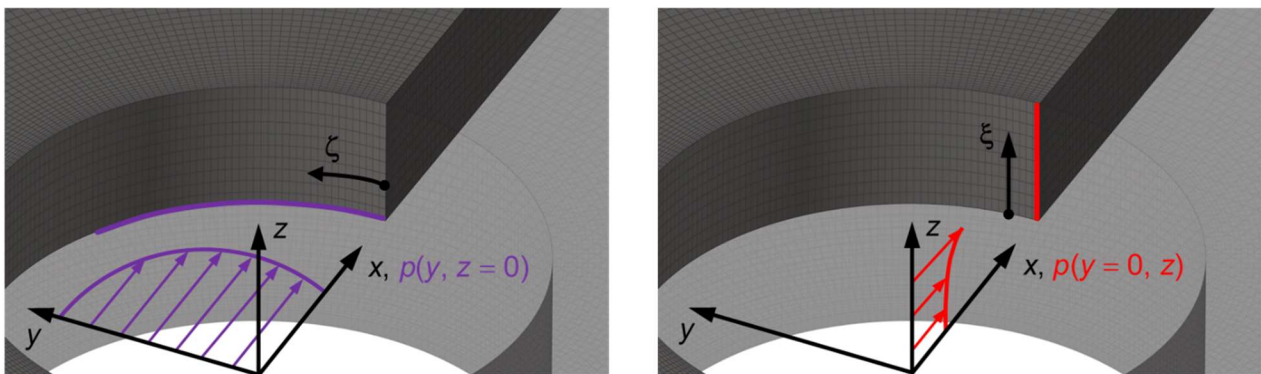 ζ
z
x, p(y, z = 0)
y
ξ
z
x, p(y = 0, z)
y